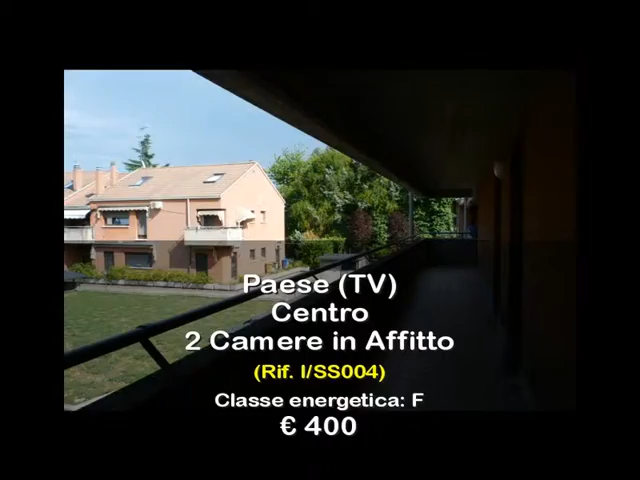 Paese (TV)
Centro
2 Camere in Affitto
(Rif. I/SS004)
Classe energetica: F
€ 400